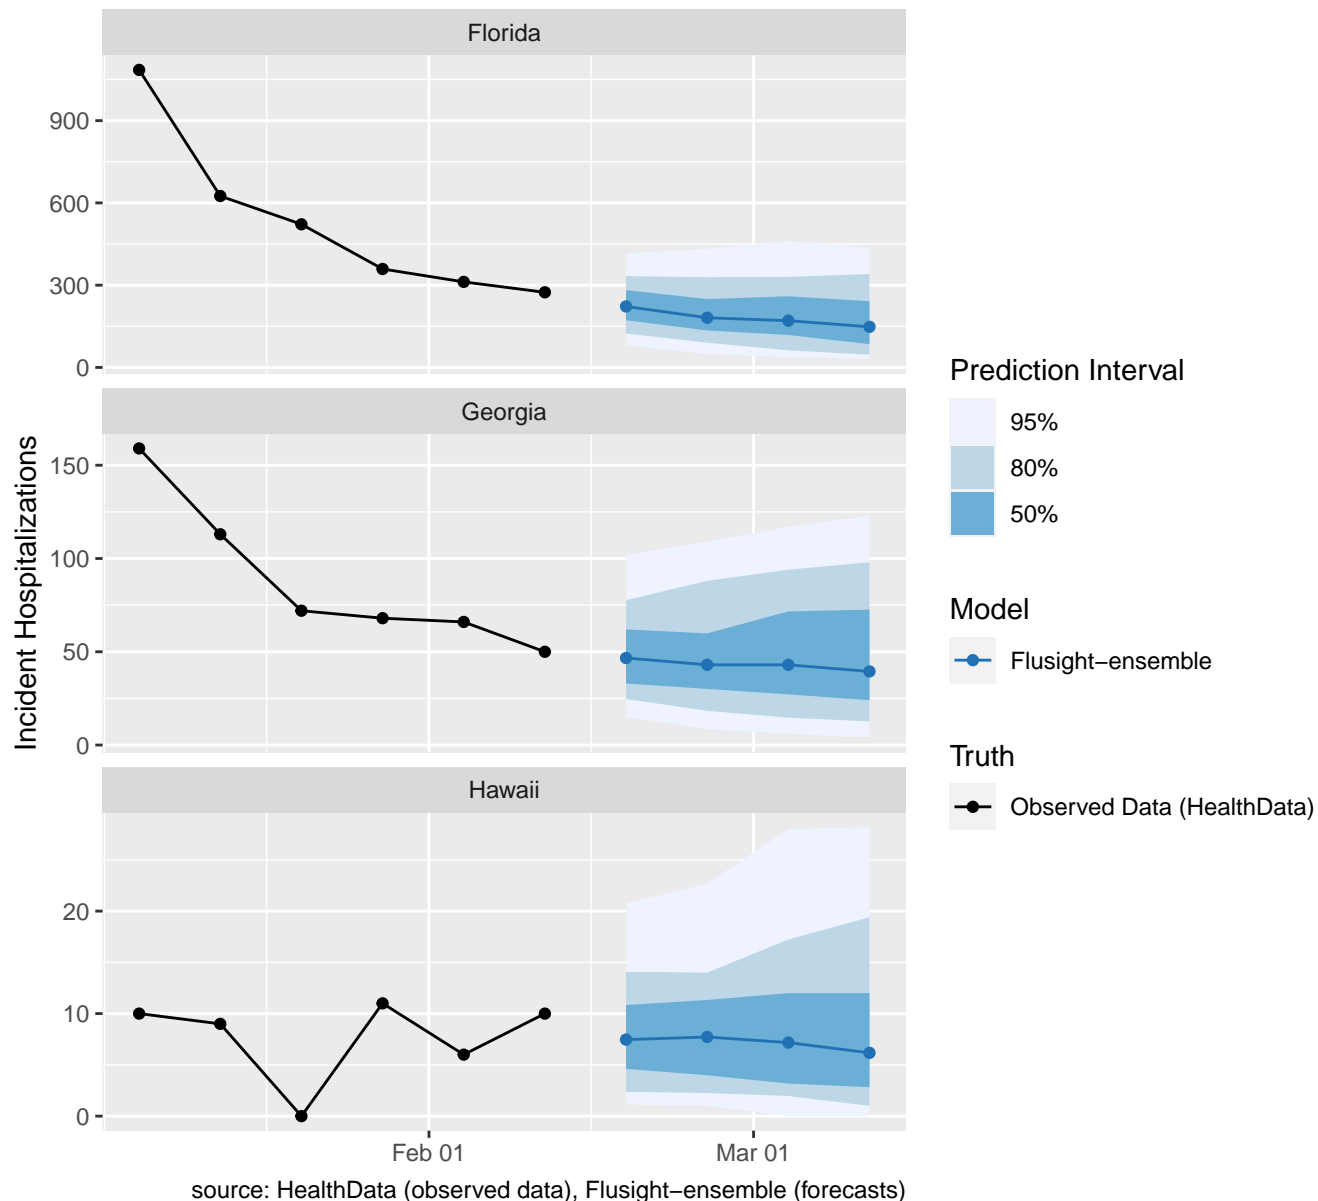 Florida
900
600
300
0
Georgia
150
100
50
0
Hawaii
20
10
0
Feb 01
Mar 01
Incident Hospitalizations
source: HealthData (observed data), Flusight−ensemble (forecasts)
Prediction Interval
95%
80%
50%
Model
Flusight−ensemble
Truth
Observed Data (HealthData)